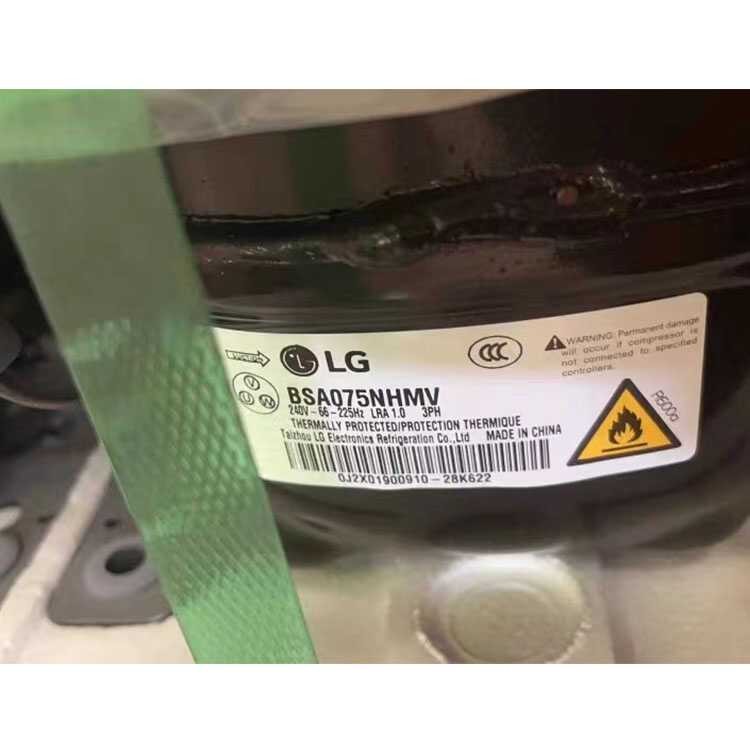 LG
CCC
WARNING: Permanent damage
will occur if compressor is
not connected to specified
controllers.
V
U W
BSA075NHMV
240V-66-225Hz LRA 1.0 3PH
THERMALLY PROTECTED/PROTECTION THERMIQUE
Taizhou LG Electronics Refrigeration Co.,Ltd MADE IN CHINA
0J2X01900910-28K622
R600a